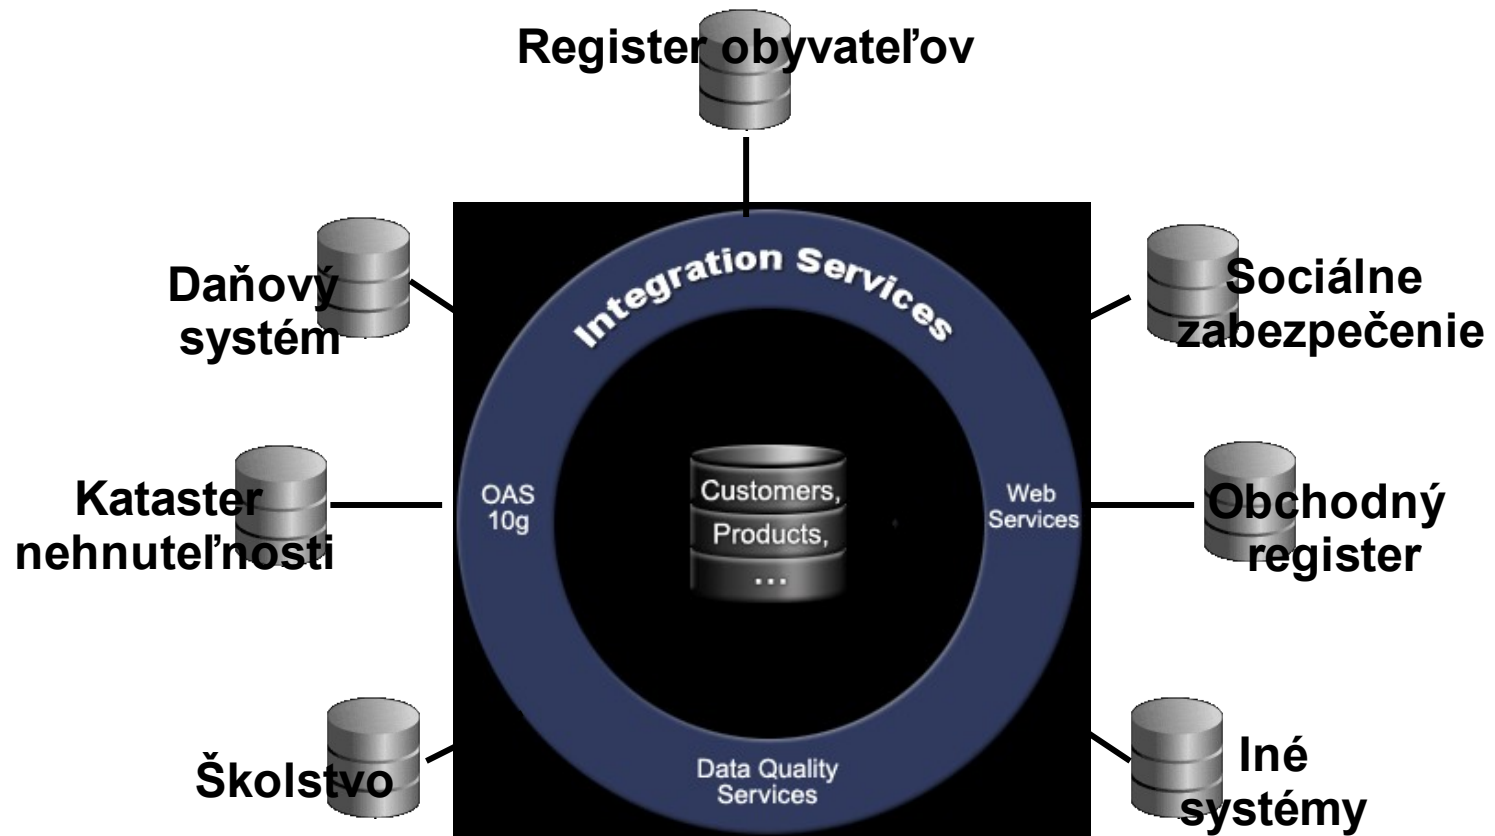 Register obyvateľov
Integration Services
Daňový
systém
Sociálne
zabezpečenie
Kataster
nehnuteľnosti
OAS
10g
Customers,
Products,
...
Web
Services
Obchodný
register
Školstvo
Data Quality
Services
Iné
systémy